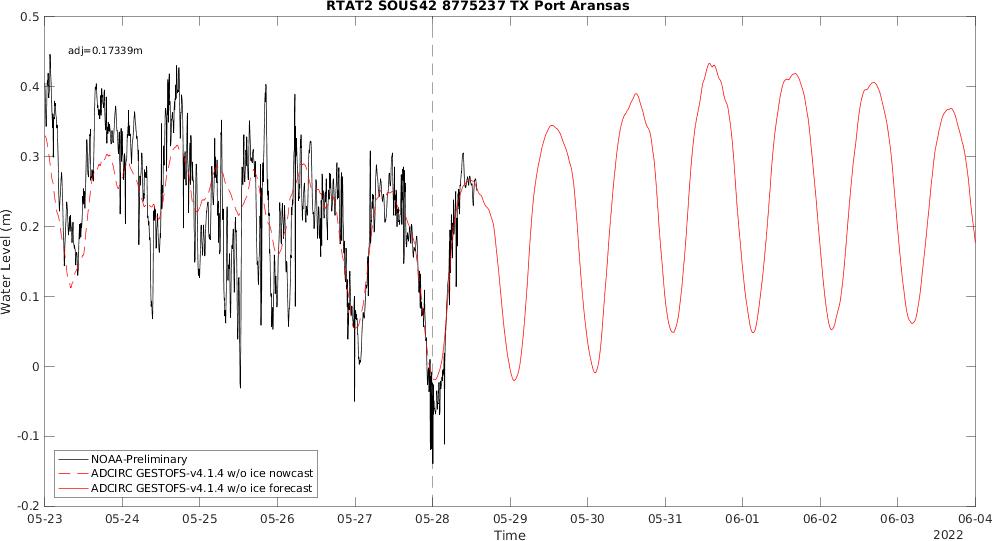 RTAT2 SOUS42 8775237 TX Port Aransas
0.5
adj=0.17339m
0.4
0.3
0.2
0.1
0
-0.1
-0.2
Water Level (m)
NOAA-Preliminary
ADCIRC GESTOFS-v4.1.4 w/o ice nowcast
ADCIRC GESTOFS-v4.1.4 w/o ice forecast
05-23 05-24 05-25 05-26 05-27 05-28 05-29 05-30 05-31 06-01 06-02 06-03 06-04
Time
2022